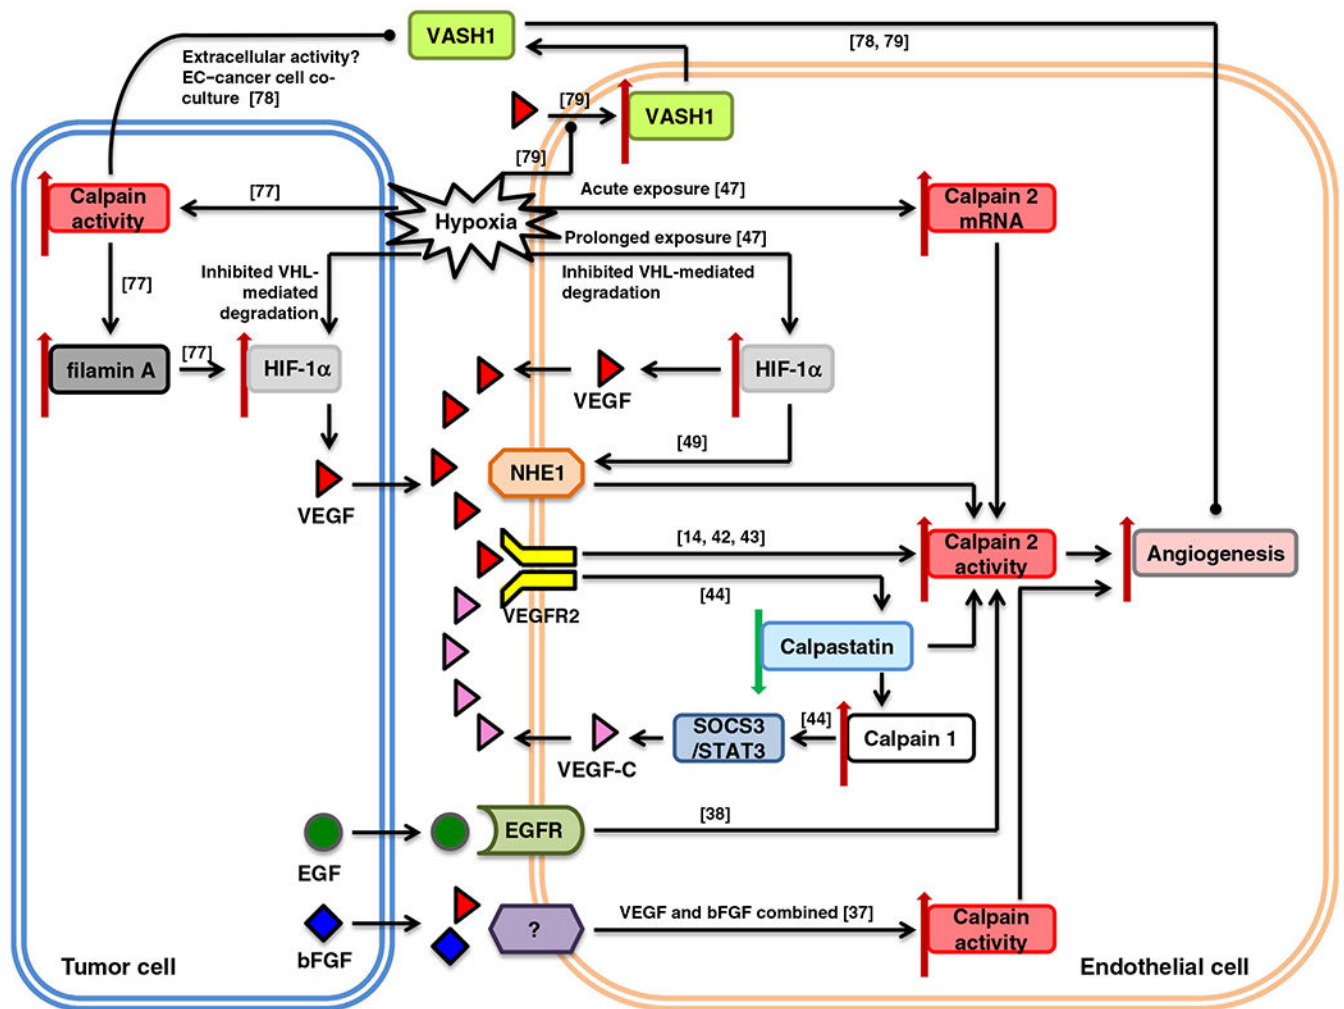 VASH1
[78, 79]
Extracellular activity?
EC–cancer cell co-
culture [78]
[79]
VASH1
[79]
Calpain
activity
[77]
Hypoxia
Acute exposure [47]
Calpain 2
mRNA
Prolonged exposure [47]
[77]
Inhibited VHL-
mediated
degradation
Inhibited VHL-mediated
degradation
filamin A
[77]
HIF-1α
VEGF
HIF-1α
[49]
NHE1
VEGF
[14, 42, 43]
Calpain 2
activity
Angiogenesis
VEGFR2
[44]
Calpastatin
VEGF-C
SOCS3
/STAT3
[44]
Calpain 1
EGF
EGFR
[38]
bFGF
?
VEGF and bFGF combined [37]
Calpain
activity
Tumor cell
Endothelial cell